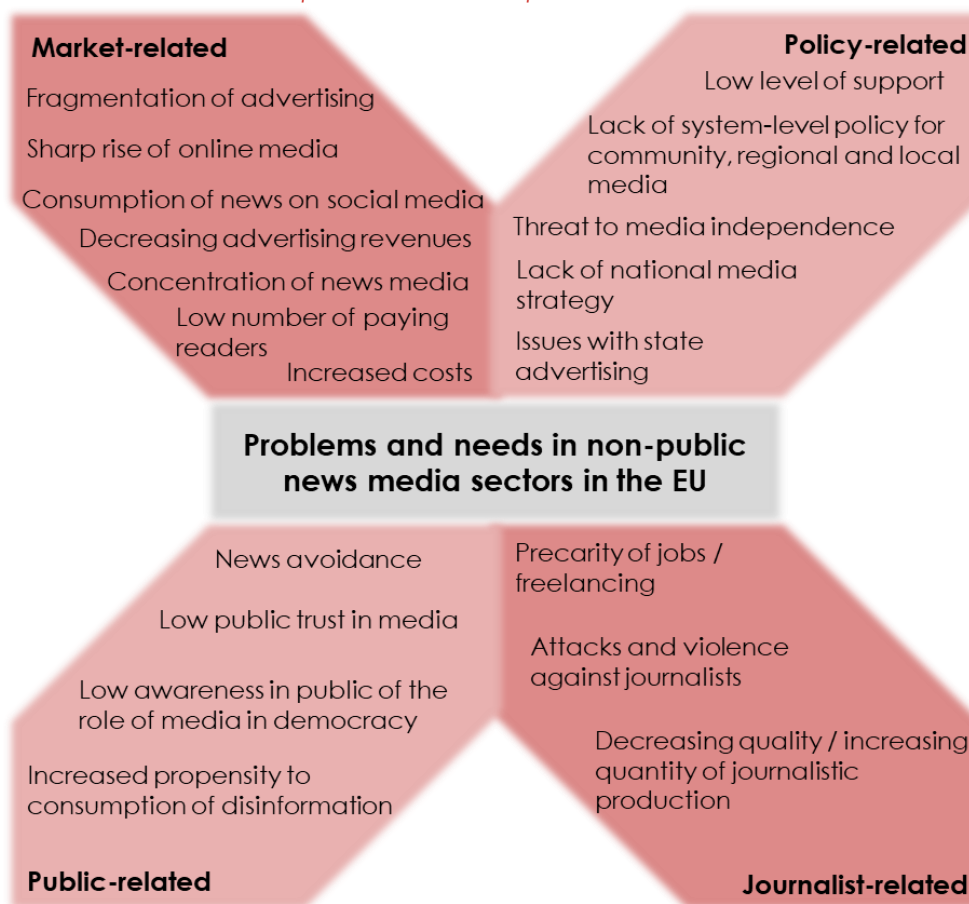 Market-related
Fragmentation of advertising
Sharp rise of online media
Consumption of news on social media
Decreasing advertising revenues
Concentration of news media
Low number of paying
readers
Increased costs
Policy-related
Low level of support
Lack of system-level policy for
community, regional and local
media
Threat to media independence
Lack of national media
strategy
Issues with state
advertising
Problems and needs in non-public
news media sectors in the EU
News avoidance
Low public trust in media
Low awareness in public of the
role of media in democracy
Increased propensity to
consumption of disinformation
Public-related
Precarity of jobs /
freelancing
Attacks and violence
against journalists
Decreasing quality / increasing
quantity of journalistic
production
Journalist-related